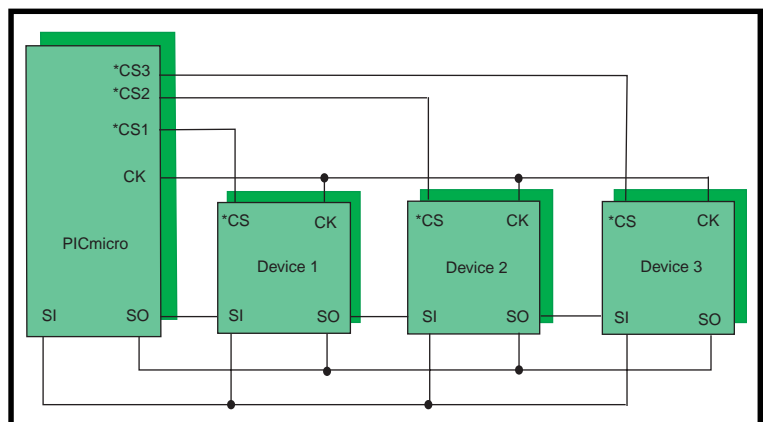 *CS3
*CS2
*CS1
CK
PICmicro
SI SO
*CS CK
Device 1
SI SO
*CS CK
Device 2
SI SO
*CS CK
Device 3
SI SO